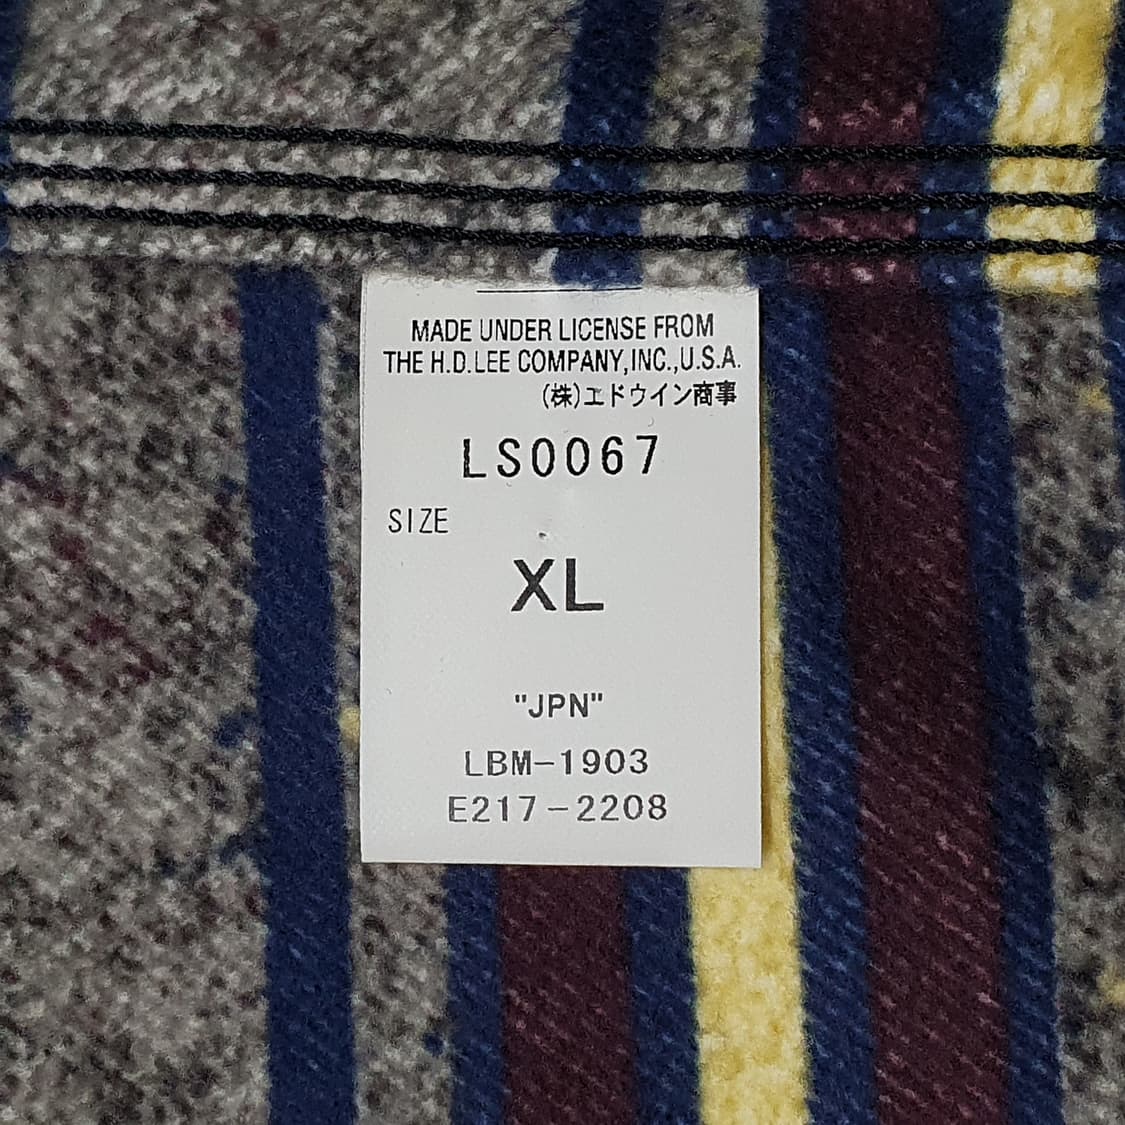 MADE UNDER LICENSE FROM
THE H.D.LEE COMPANY,INC.,U.S.A.
(株)エドウイン商事
LS0067
SIZE
XL
"JPN"
LBM-1903
E217-2208